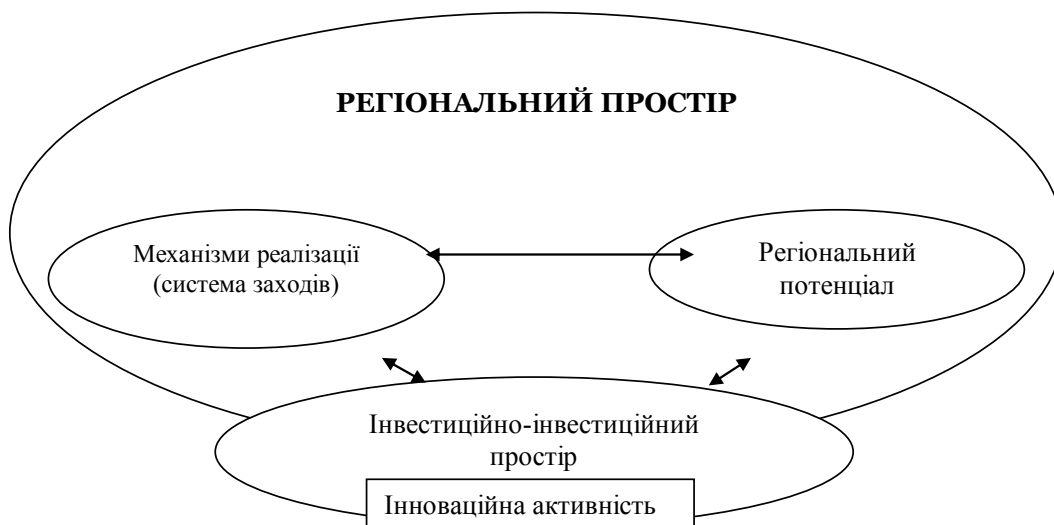 РЕГІОНАЛЬНИЙ ПРОСТІР
Механізми реалізації
(система заходів)
Регіональний
потенціал
Інвестиційно-інвестиційний
простір
Інноваційна активність